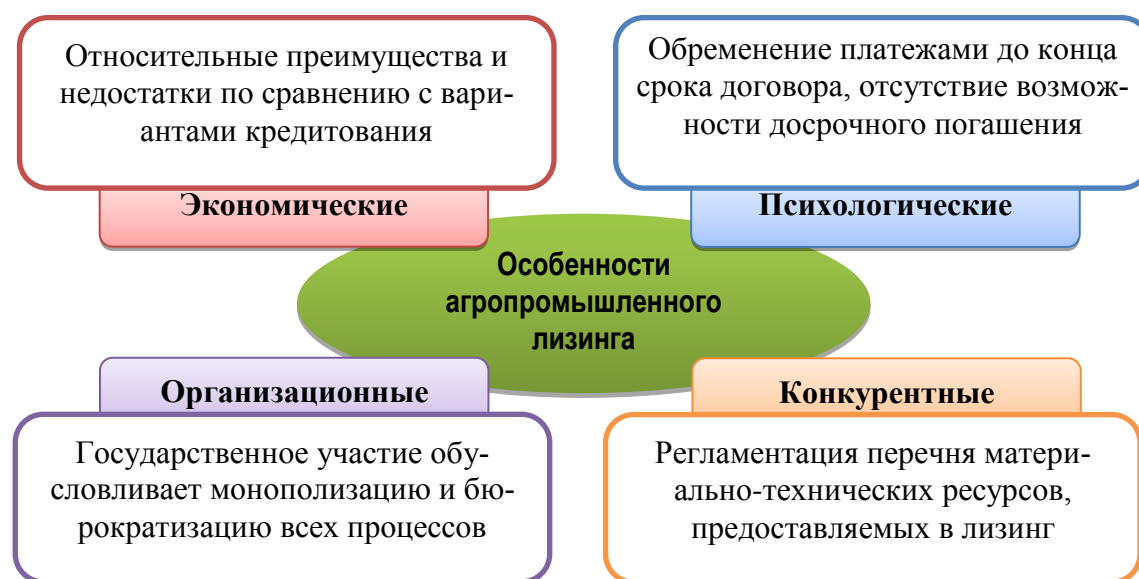 Относительные преимущества и
недостатки по сравнению с вари-
антами кредитования
Экономические
Обременение платежами до конца
срока договора, отсутствие возмож-
ности досрочного погашения
Психологические
Особенности
агропромышленного
лизинга
Организационные
Государственное участие обу-
словливает монополизацию и бю-
рократизацию всех процессов
Конкурентные
Регламентация перечня матери-
ально-технических ресурсов,
предоставляемых в лизинг